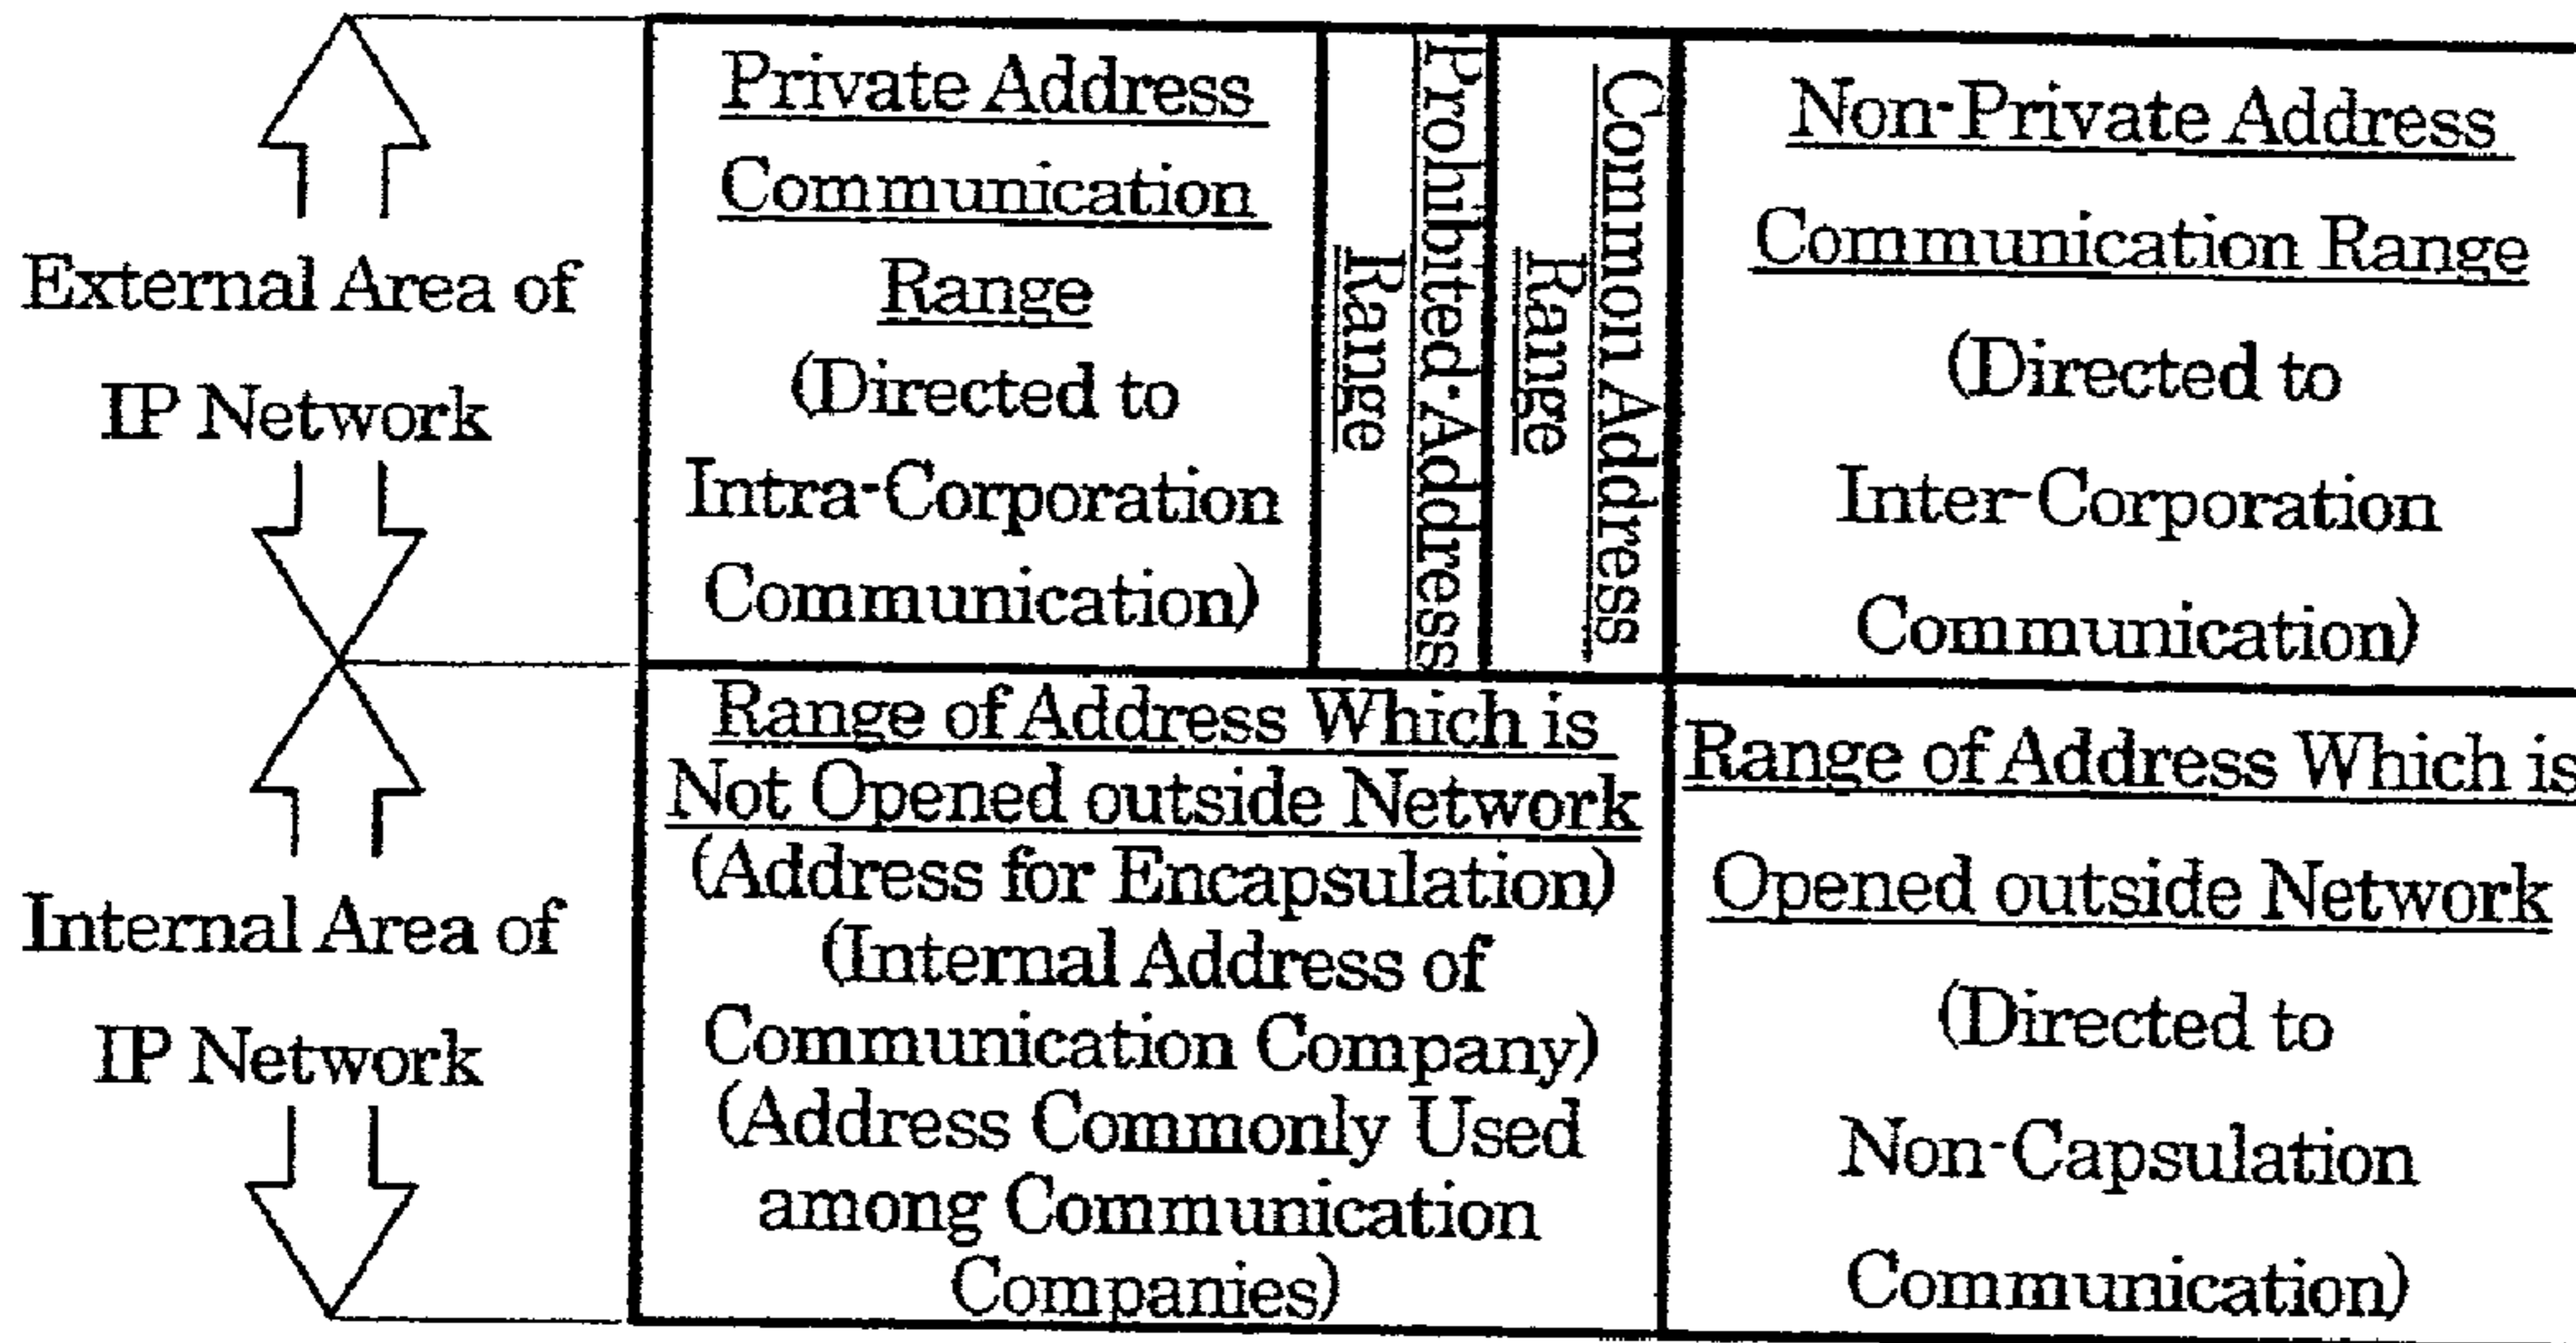 External Area of
IP Network
Internal Area of
IP Network
Private Address
Communication
Range
(Directed to
Intra-Corporation
Communication)
Prohibited·Address
Range
Common Address
Range
Non-Private Address
Communication Range
(Directed to
Inter-Corporation
Communication)
Range of Address Which is
Not Opened outside Network
(Address for Encapsulation)
(Internal Address of
Communication Company)
(Address Commonly Used
among Communication
Companies)
Range of Address Which is
Opened outside Network
(Directed to
Non-Capsulation
Communication)